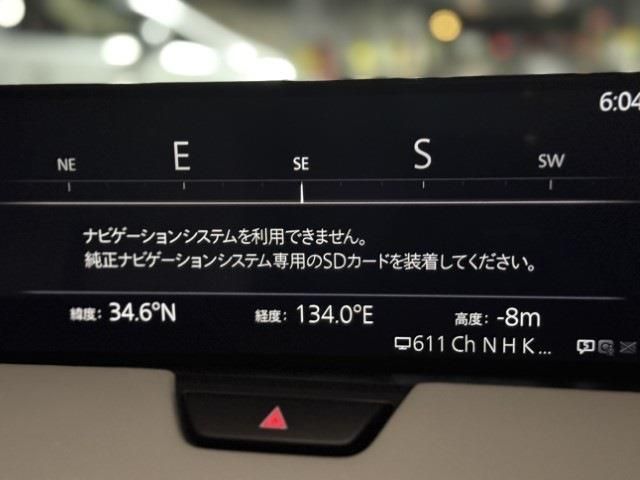 6:04
NE E SE S SW
ナビゲーションシステムを利用できません。
純正ナビゲーションシステム専用のSDカードを装着してください。
緯度: 34.6°N 経度: 134.0°E 高度: -8m
611 Ch N H K...